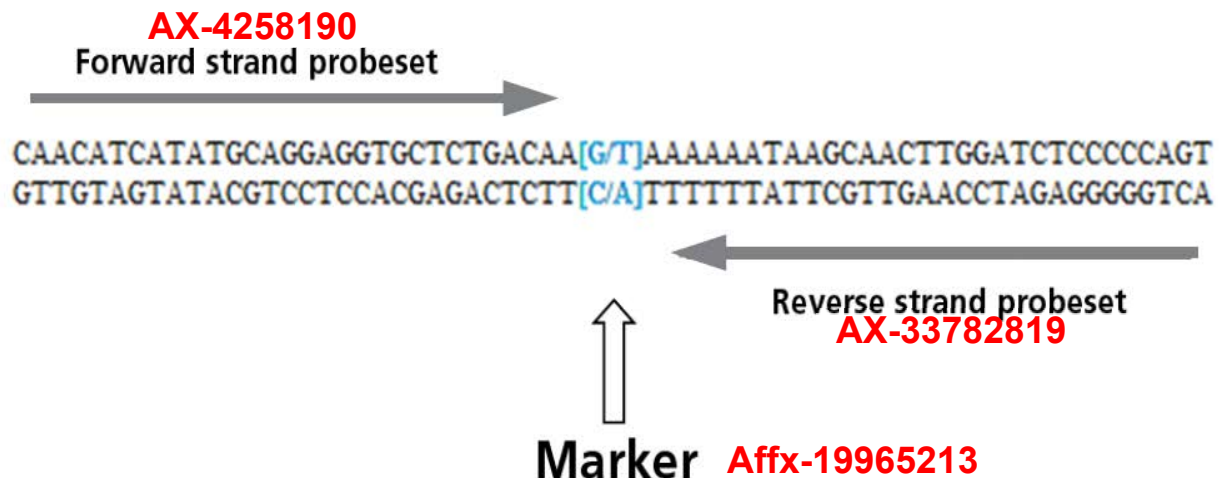 AX-4258190
Forward strand probeset
CAACATCATATGCAGGAGGTGCTCTGACAA[G/T]AAAAAATAAGCAACTTGGATCTCCCCCAGT
GTTGTAGTATACGTCCTCCACGAGACTCTT[C/A]TTTTTTATTCGTTGAACCTAGAGGGGGTCA
Reverse strand probeset
AX-33782819
Marker Affx-19965213